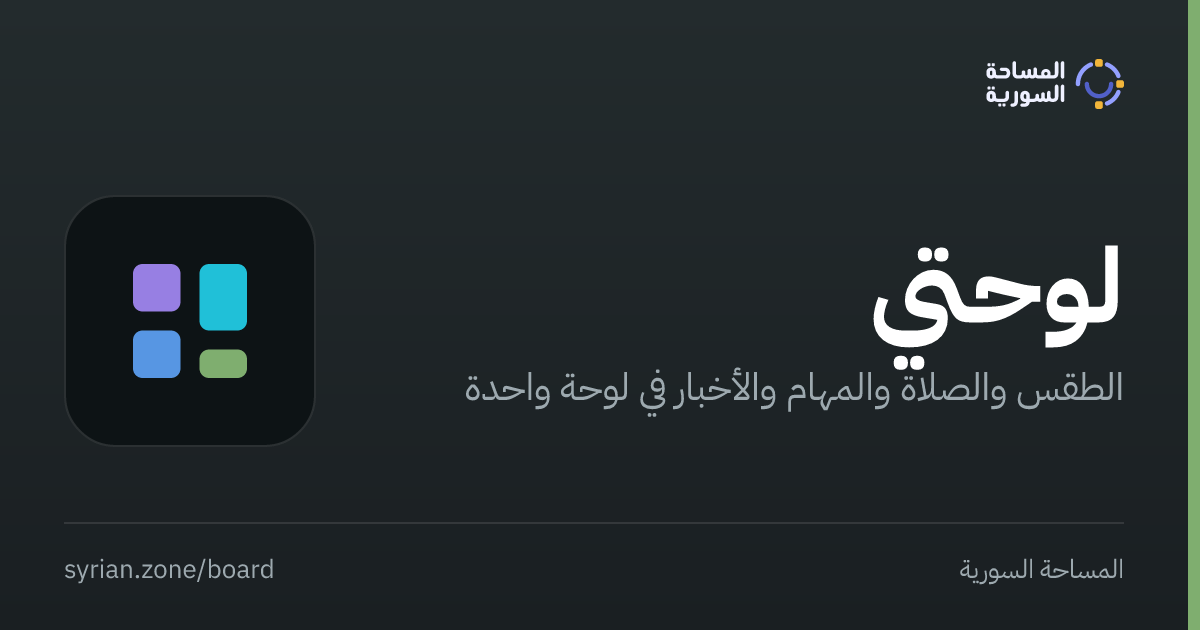 المساحة
السورية
لوحتي
الطقس والصلاة والمهام والأخبار في لوحة واحدة
المساحة السورية
syrian.zone/board